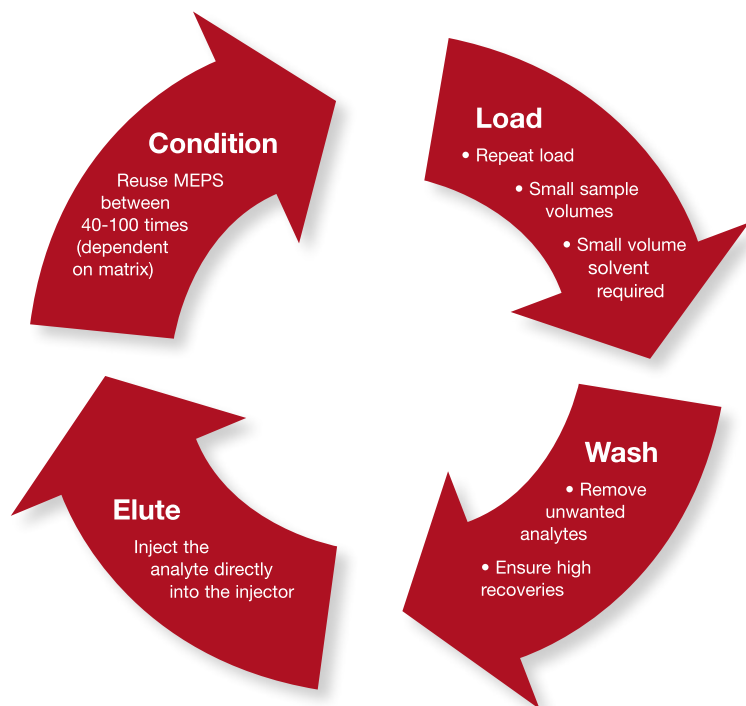 Condition
Reuse MEPS
between
40-100 times
(dependent
on matrix)
Load
• Repeat load
• Small sample
volumes
• Small volume
solvent
required
Wash
• Remove
unwanted
analytes
• Ensure high
recoveries
Elute
Inject the
analyte directly
into the injector